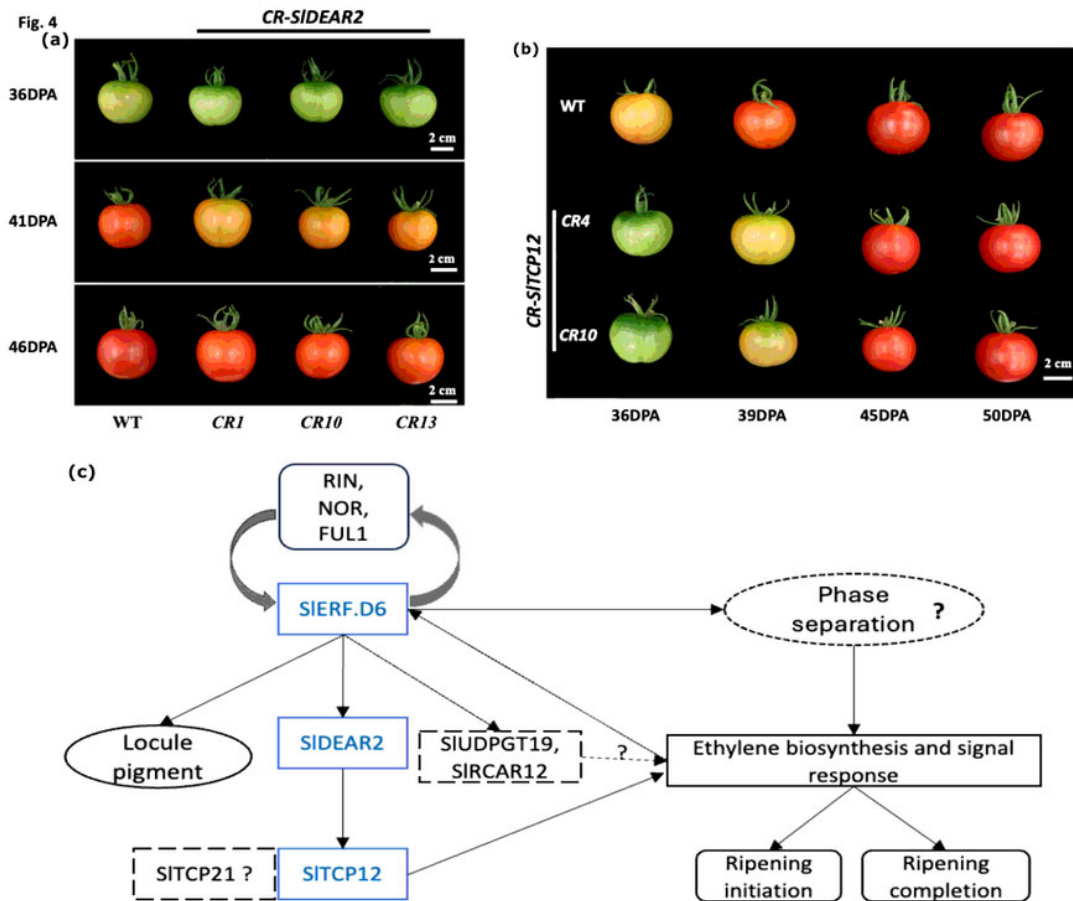 Fig. 4
(a)
CR-SlDEAR2
36DPA
2 cm
41DPA
2 cm
46DPA
2 cm
WT
CR1
CR10
CR13
(b)
WT
CR-SlTCP12
CR4
CR10
2 cm
36DPA
39DPA
45DPA
50DPA
(c)
RIN,
NOR,
FUL1
SlERF.D6
Phase
separation
?
Locule
pigment
SlDEAR2
SlUDPGT19,
SlRCAR12
?
Ethylene biosynthesis and signal
response
SlTCP21 ?
SlTCP12
Ripening
initiation
Ripening
completion